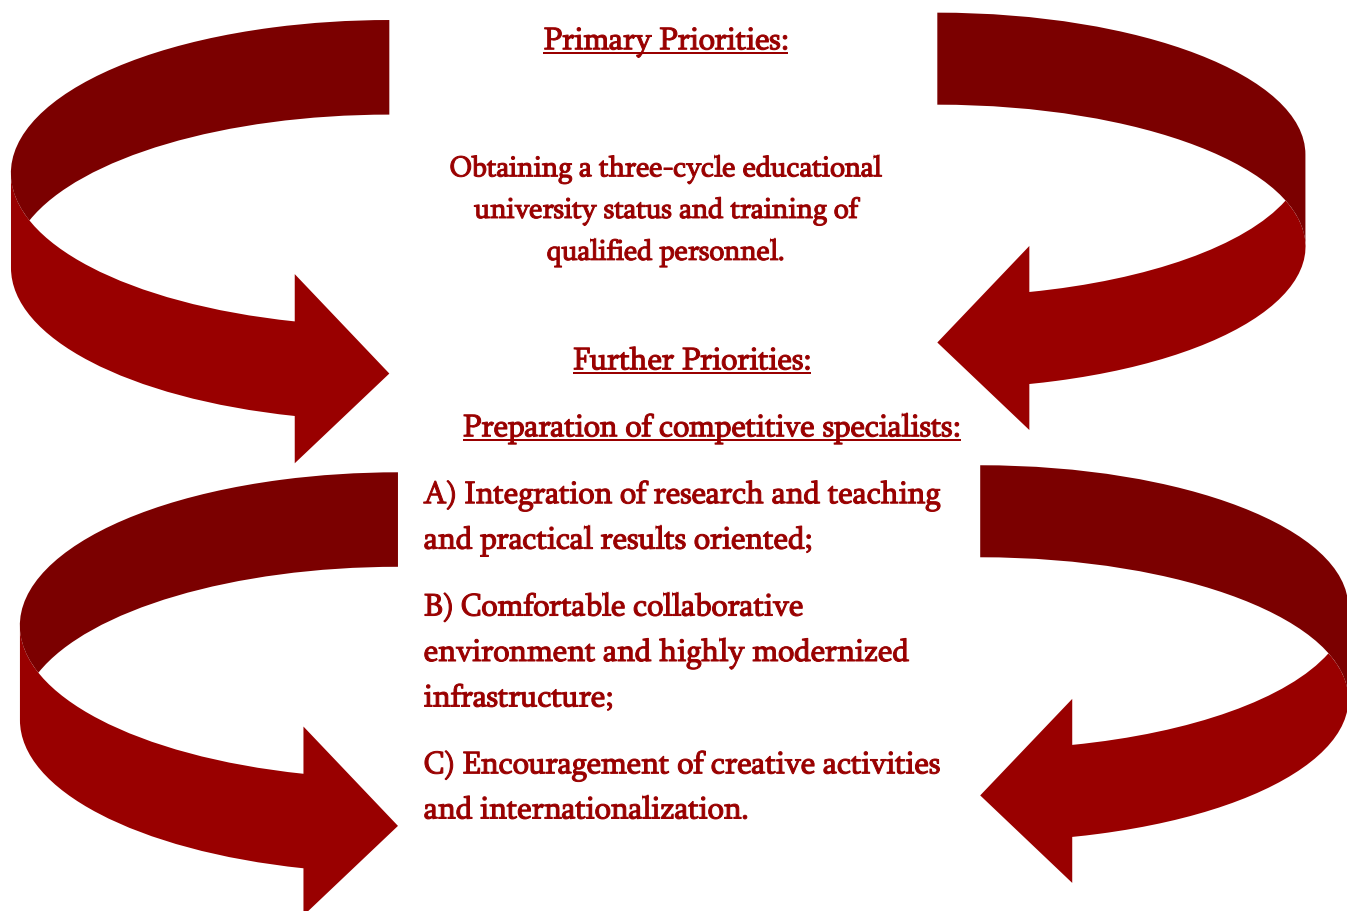 Primary Priorities:
Obtaining a three-cycle educational
university status and training of
qualified personnel.
Further Priorities:
Preparation of competitive specialists:
A) Integration of research and teaching
and practical results oriented;
B) Comfortable collaborative
environment and highly modernized
infrastructure;
C) Encouragement of creative activities
and internationalization.